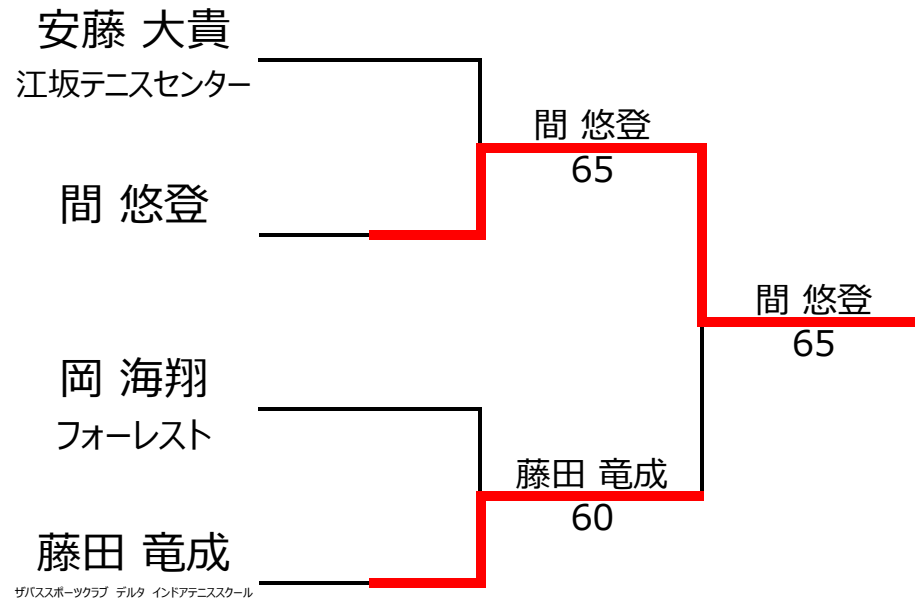 安藤 大貴
江坂テニスセンター
間 悠登
65
間 悠登
間 悠登
65
岡 海翔
フォーレスト
藤田 竜成
60
藤田 竜成
ザバススポーツクラブ デルタ インドアテニススクール